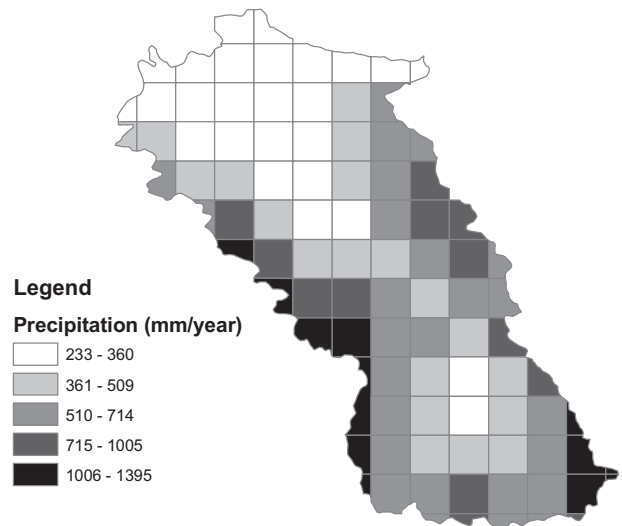 Legend
Precipitation (mm/year)
233 - 360
361 - 509
510 - 714
715 - 1005
1006 - 1395